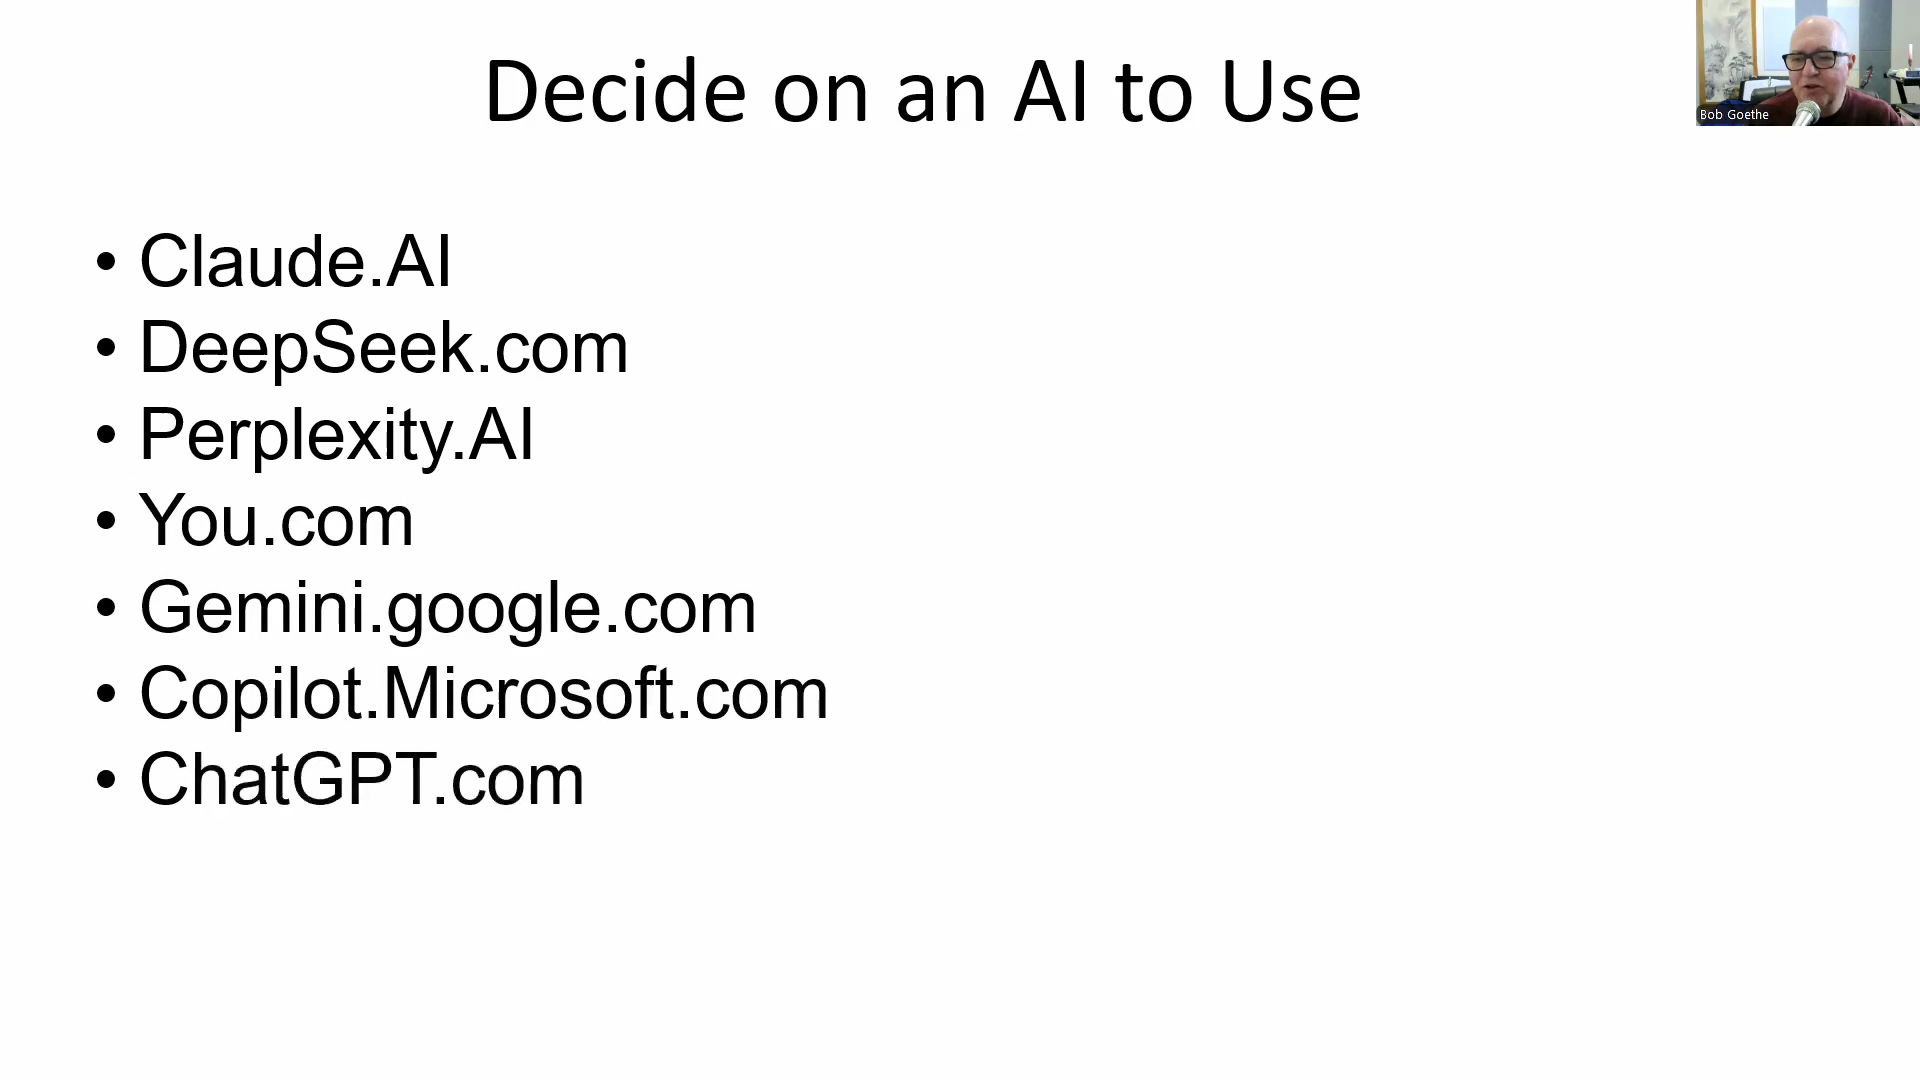 Decide on an AI to Use
Bob Goethe
• Claude.AI
• DeepSeek.com
• Perplexity.AI
• You.com
• Gemini.google.com
• Copilot.Microsoft.com
• ChatGPT.com